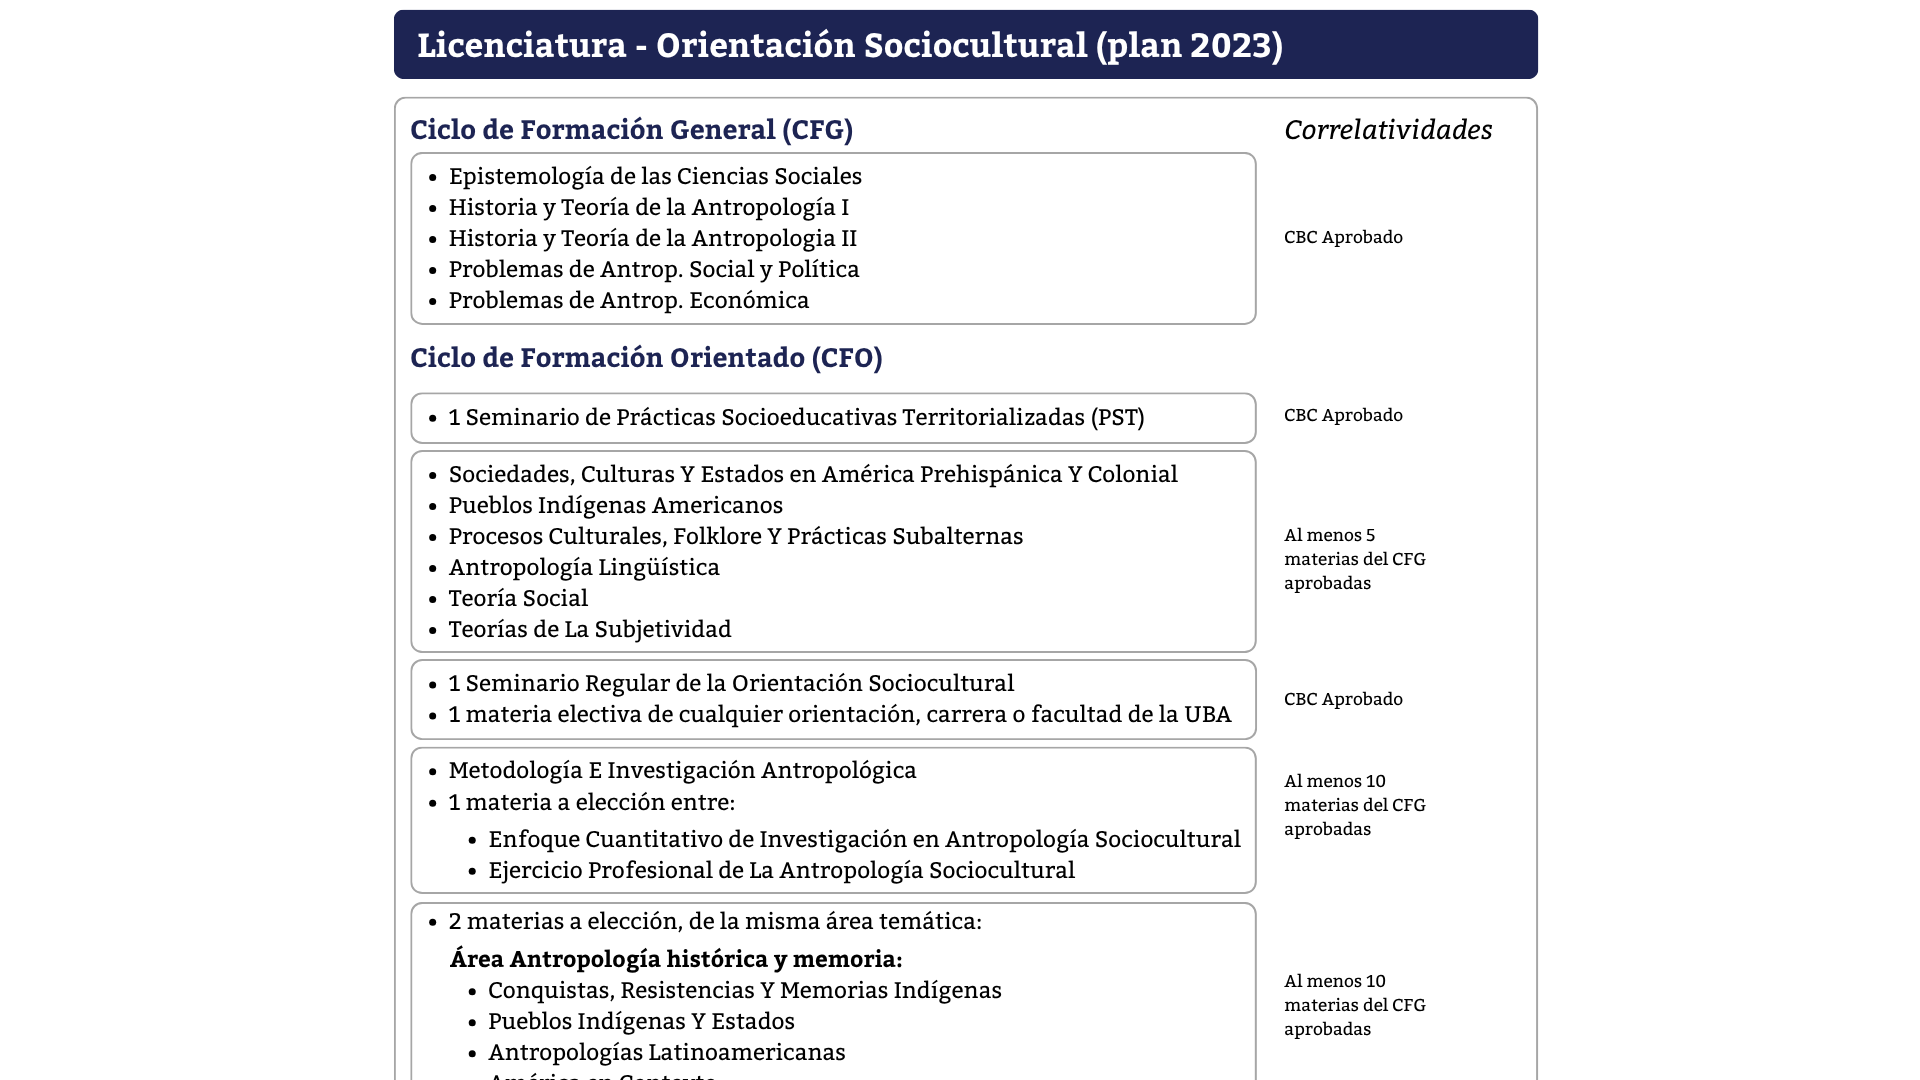 Licenciatura - Orientación Sociocultural (plan 2023)
Ciclo de Formación General (CFG)
Correlatividades
• Epistemología de las Ciencias Sociales
• Historia y Teoría de la Antropología I
• Historia y Teoría de la Antropologia II
• Problemas de Antrop. Social y Política
• Problemas de Antrop. Económica
CBC Aprobado
Ciclo de Formación Orientado (CFO)
• 1 Seminario de Prácticas Socioeducativas Territorializadas (PST)
CBC Aprobado
• Sociedades, Culturas Y Estados en América Prehispánica Y Colonial
• Pueblos Indígenas Americanos
• Procesos Culturales, Folklore Y Prácticas Subalternas
• Antropología Lingüística
• Teoría Social
• Teorías de La Subjetividad
Al menos 5
materias del CFG
aprobadas
• 1 Seminario Regular de la Orientación Sociocultural
• 1 materia electiva de cualquier orientación, carrera o facultad de la UBA
CBC Aprobado
• Metodología E Investigación Antropológica
• 1 materia a elección entre:
• Enfoque Cuantitativo de Investigación en Antropología Sociocultural
• Ejercicio Profesional de La Antropología Sociocultural
Al menos 10
materias del CFG
aprobadas
• 2 materias a elección, de la misma área temática:
Área Antropología histórica y memoria:
• Conquistas, Resistencias Y Memorias Indígenas
• Pueblos Indígenas Y Estados
• Antropologías Latinoamericanas
Al menos 10
materias del CFG
aprobadas